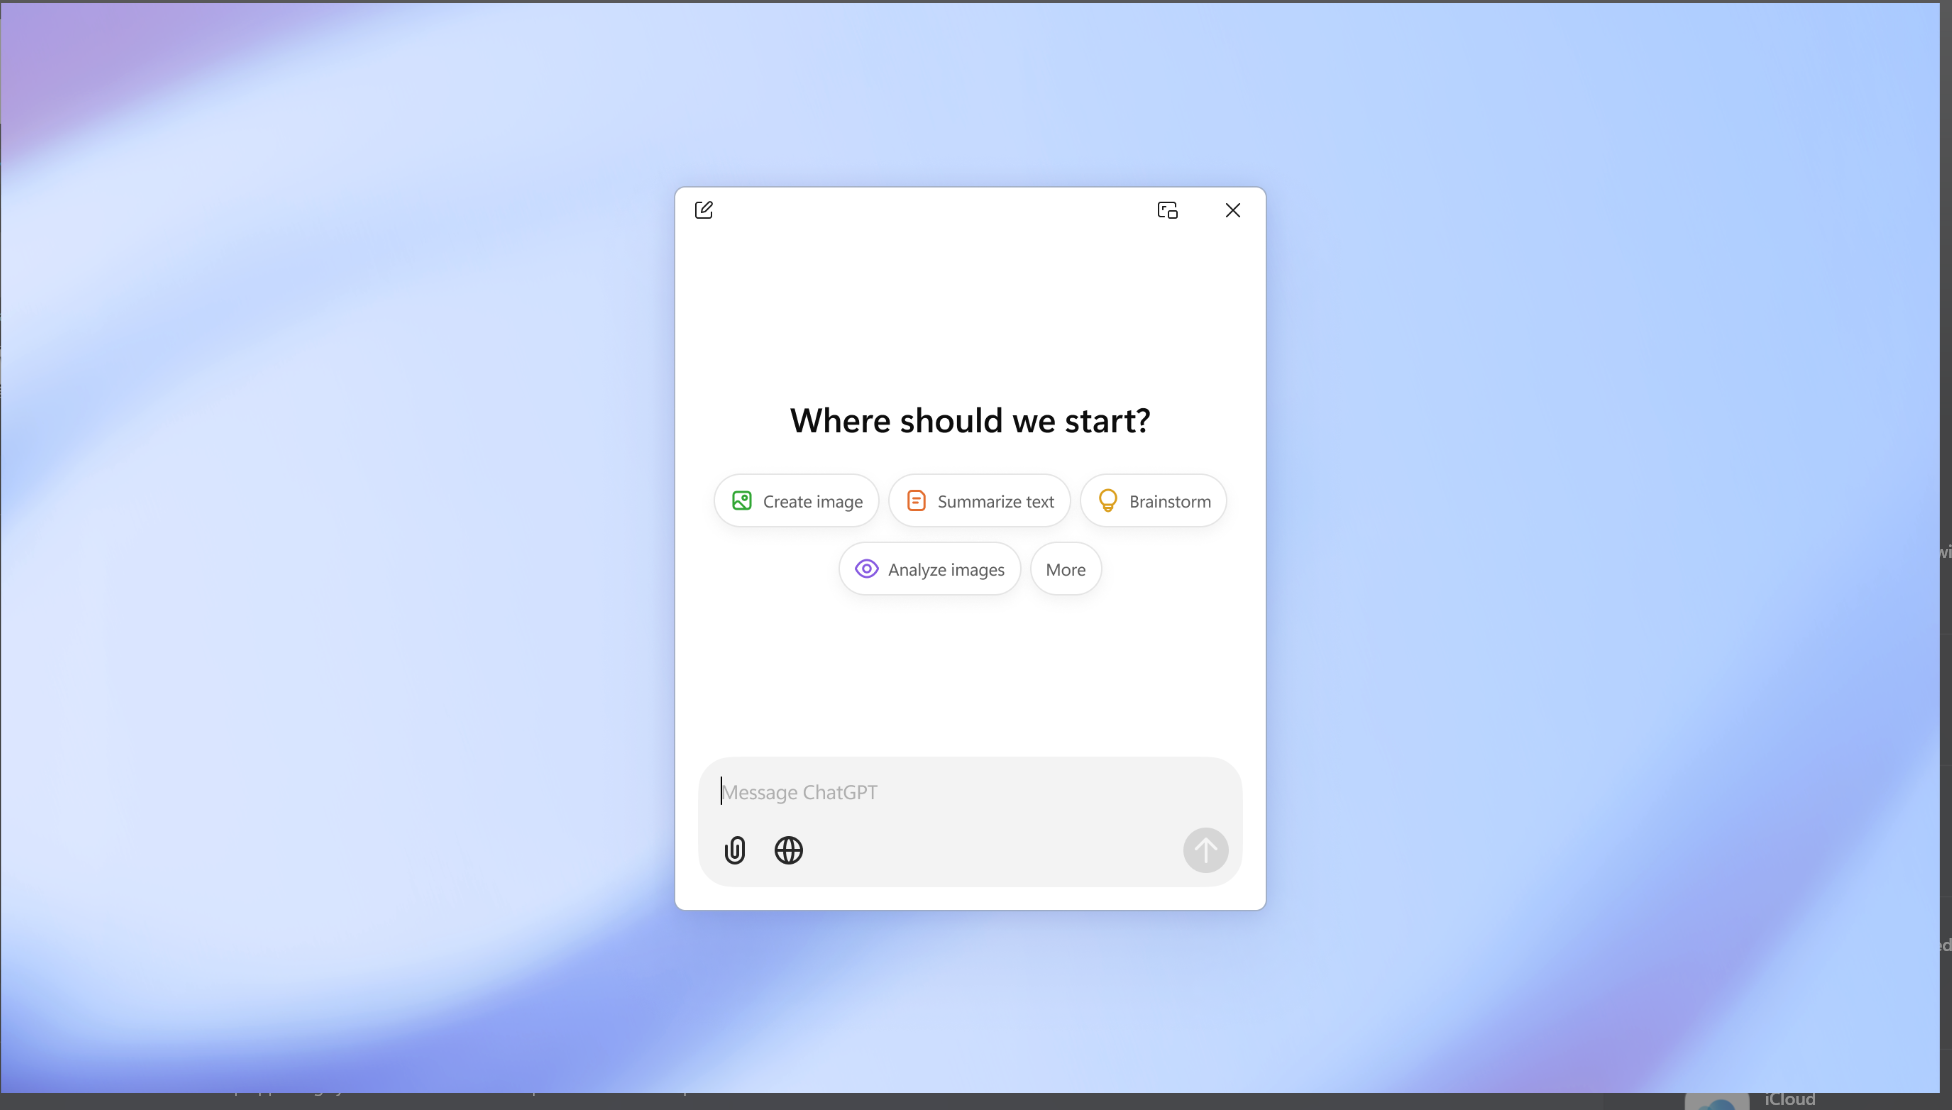 Where should we start?
Create image
Summarize text
Brainstorm
Analyze images
More
Message ChatGPT
iCloud